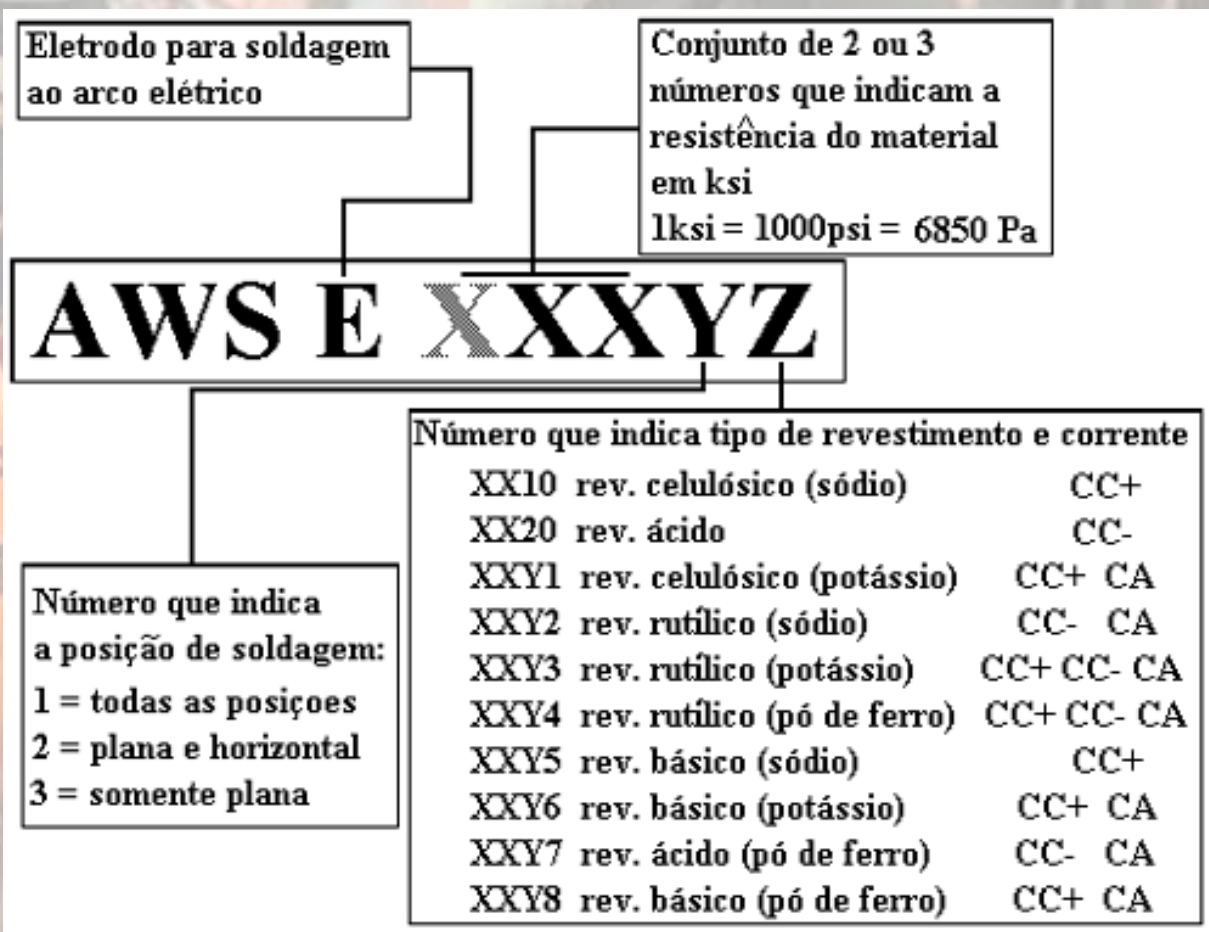 Eletrodo para soldagem
ao arco elétrico
Conjunto de 2 ou 3
números que indicam a
resistência do material
em ksi
1ksi = 1000psi = 6850 Pa
AWS E XXXYZ
Número que indica
a posição de soldagem:
1 = todas as posiçoes
2 = plana e horizontal
3 = somente plana
Número que indica tipo de revestimento e corrente
XX10 rev. celulósico (sódio) CC+
XX20 rev. ácido CC-
XXY1 rev. celulósico (potássio) CC+ CA
XXY2 rev. rutílico (sódio) CC- CA
XXY3 rev. rutílico (potássio) CC+ CC- CA
XXY4 rev. rutílico (pó de ferro) CC+ CC- CA
XXY5 rev. básico (sódio) CC+
XXY6 rev. básico (potássio) CC+ CA
XXY7 rev. ácido (pó de ferro) CC- CA
XXY8 rev. básico (pó de ferro) CC+ CA